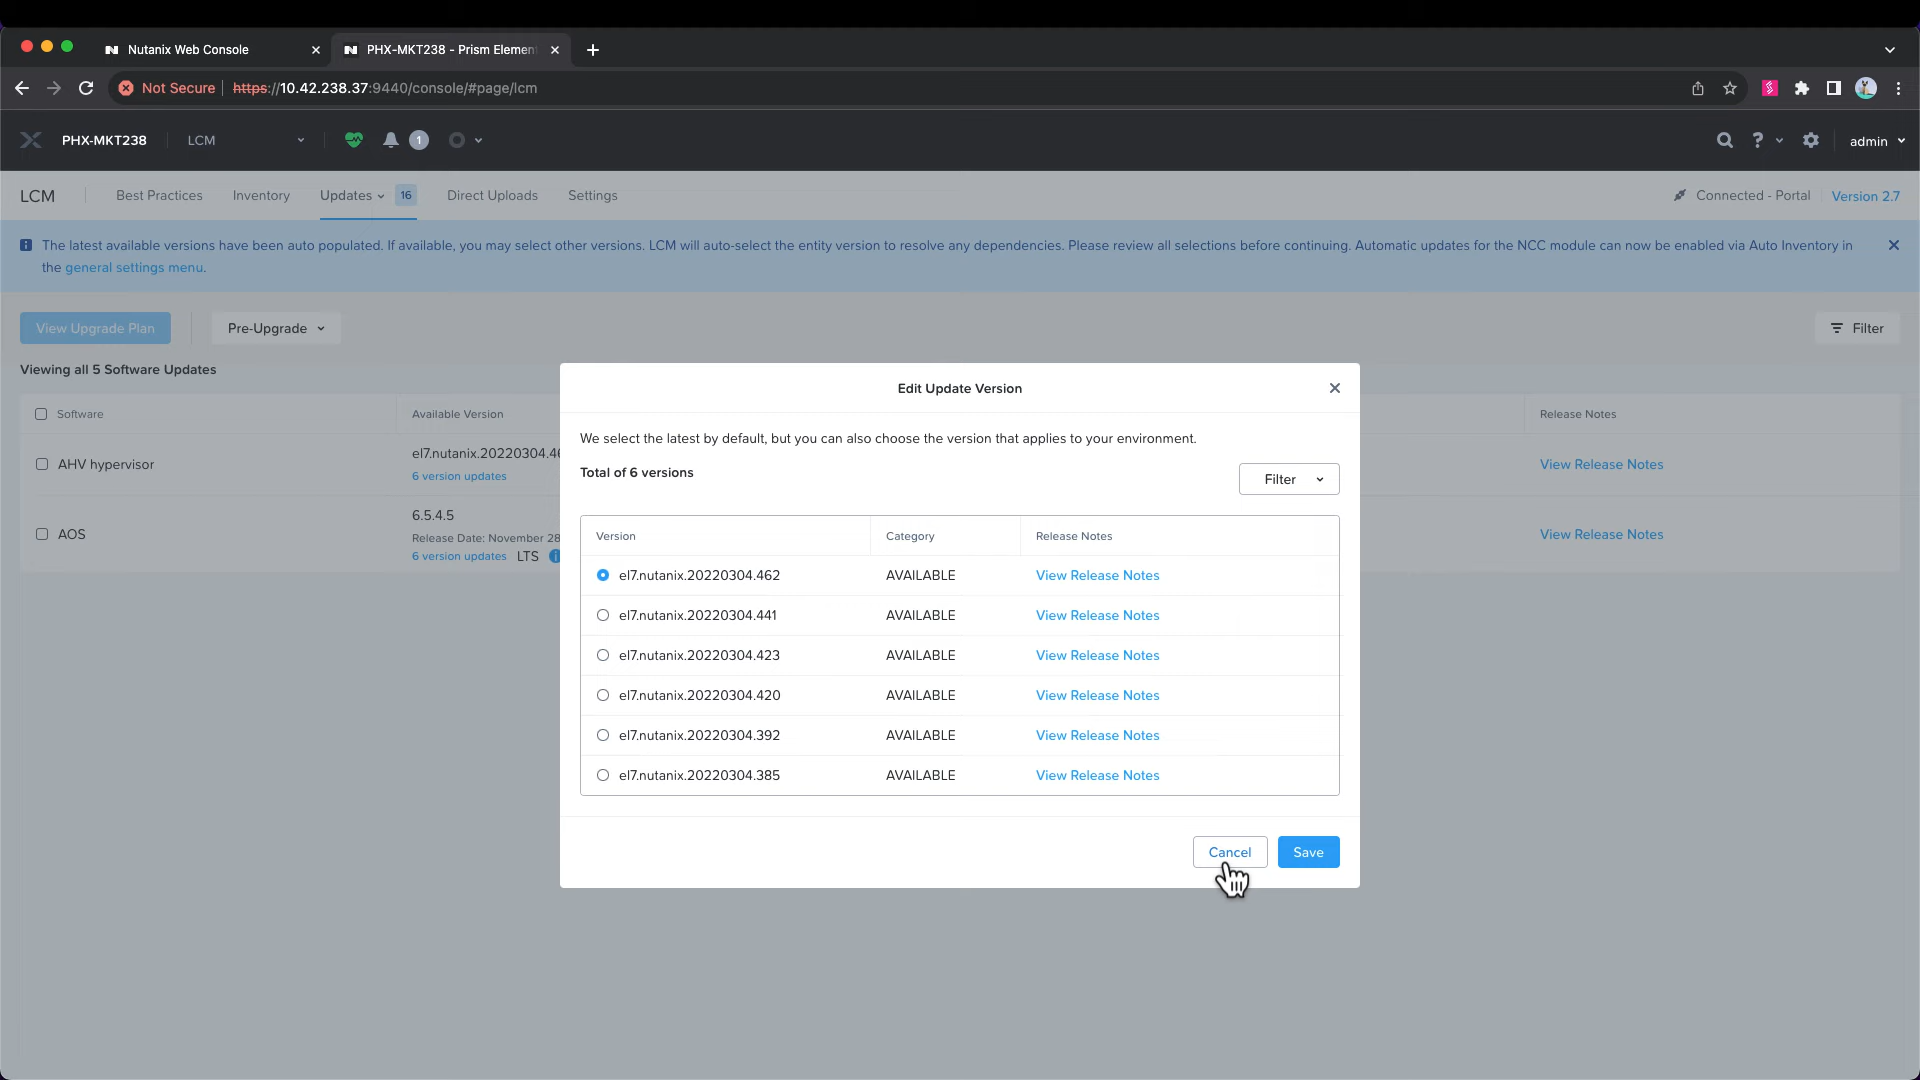 Nutanix Web Console
PHX-MKT238 - Prism Element
Not Secure
https://10.42.238.37:9440/console/#page/lcm
PHX-MKT238
LCM
1
?
admin
LCM
Best Practices
Inventory
Updates
16
Direct Uploads
Settings
Connected - Portal
Version 2.7
The latest available versions have been auto populated. If available, you may select other versions. LCM will auto-select the entity version to resolve any dependencies. Please review all selections before continuing. Automatic updates for the NCC module can now be enabled via Auto Inventory in
the general settings menu.
View Upgrade Plan
Pre-Upgrade
Filter
Viewing all 5 Software Updates
Software
Available Version
Release Notes
AHV hypervisor
el7.nutanix.20220304.46
6 version updates
View Release Notes
AOS
6.5.4.5
Release Date: November 28
6 version updates LTS
View Release Notes
Edit Update Version
We select the latest by default, but you can also choose the version that applies to your environment.
Total of 6 versions
Filter
Version Category Release Notes
el7.nutanix.20220304.462 AVAILABLE View Release Notes
el7.nutanix.20220304.441 AVAILABLE View Release Notes
el7.nutanix.20220304.423 AVAILABLE View Release Notes
el7.nutanix.20220304.420 AVAILABLE View Release Notes
el7.nutanix.20220304.392 AVAILABLE View Release Notes
el7.nutanix.20220304.385 AVAILABLE View Release Notes
Cancel
Save